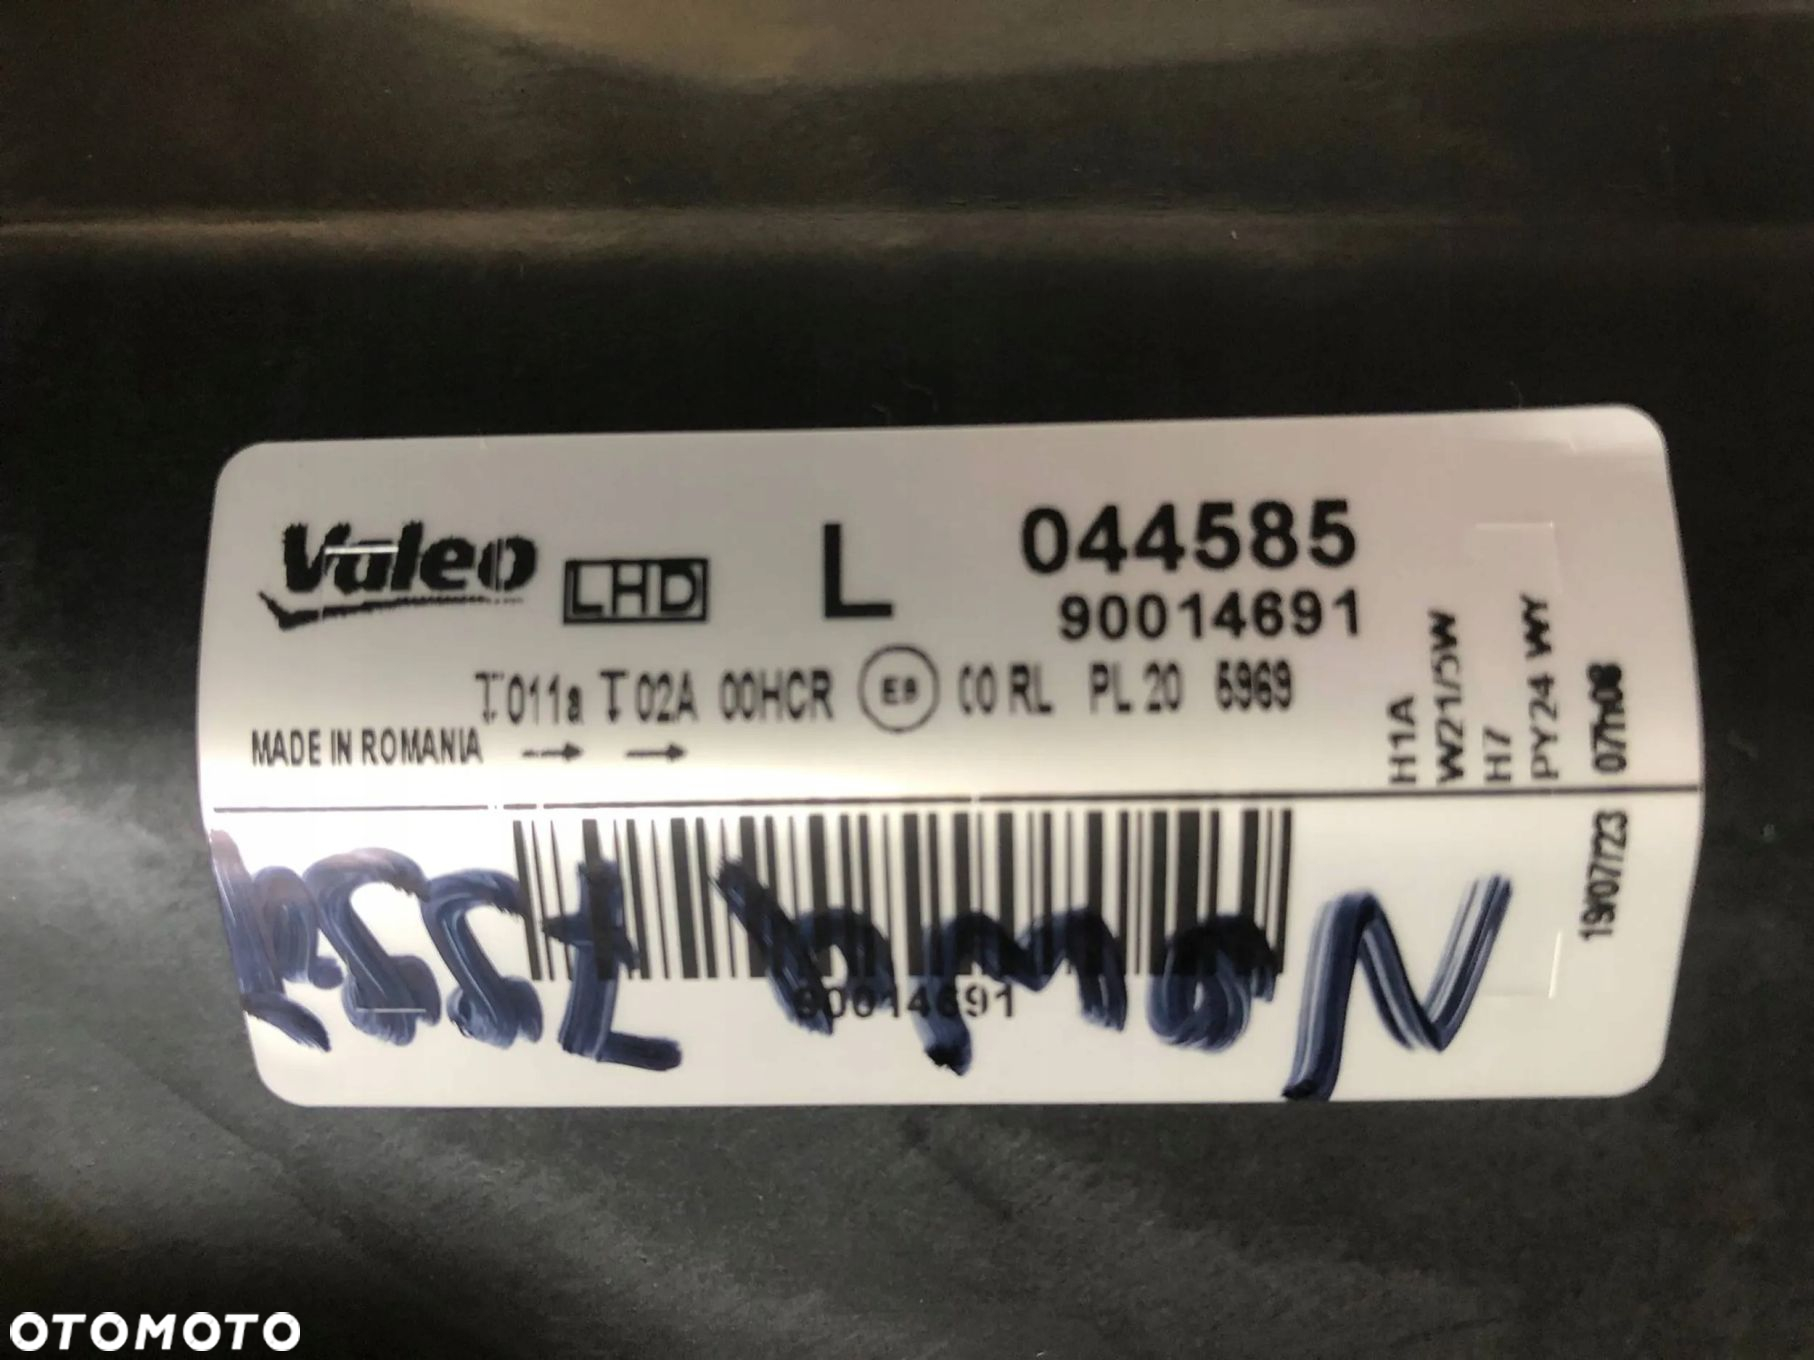 Valeo LHD L 044585
90014691
T 011a T 02A 00HCR E8 00 RL PL 20 5969
MADE IN ROMANIA → →
H1A
W21/5W
H7
PY24 WY
07h08
19/07/23
90014691
OTOMOTO